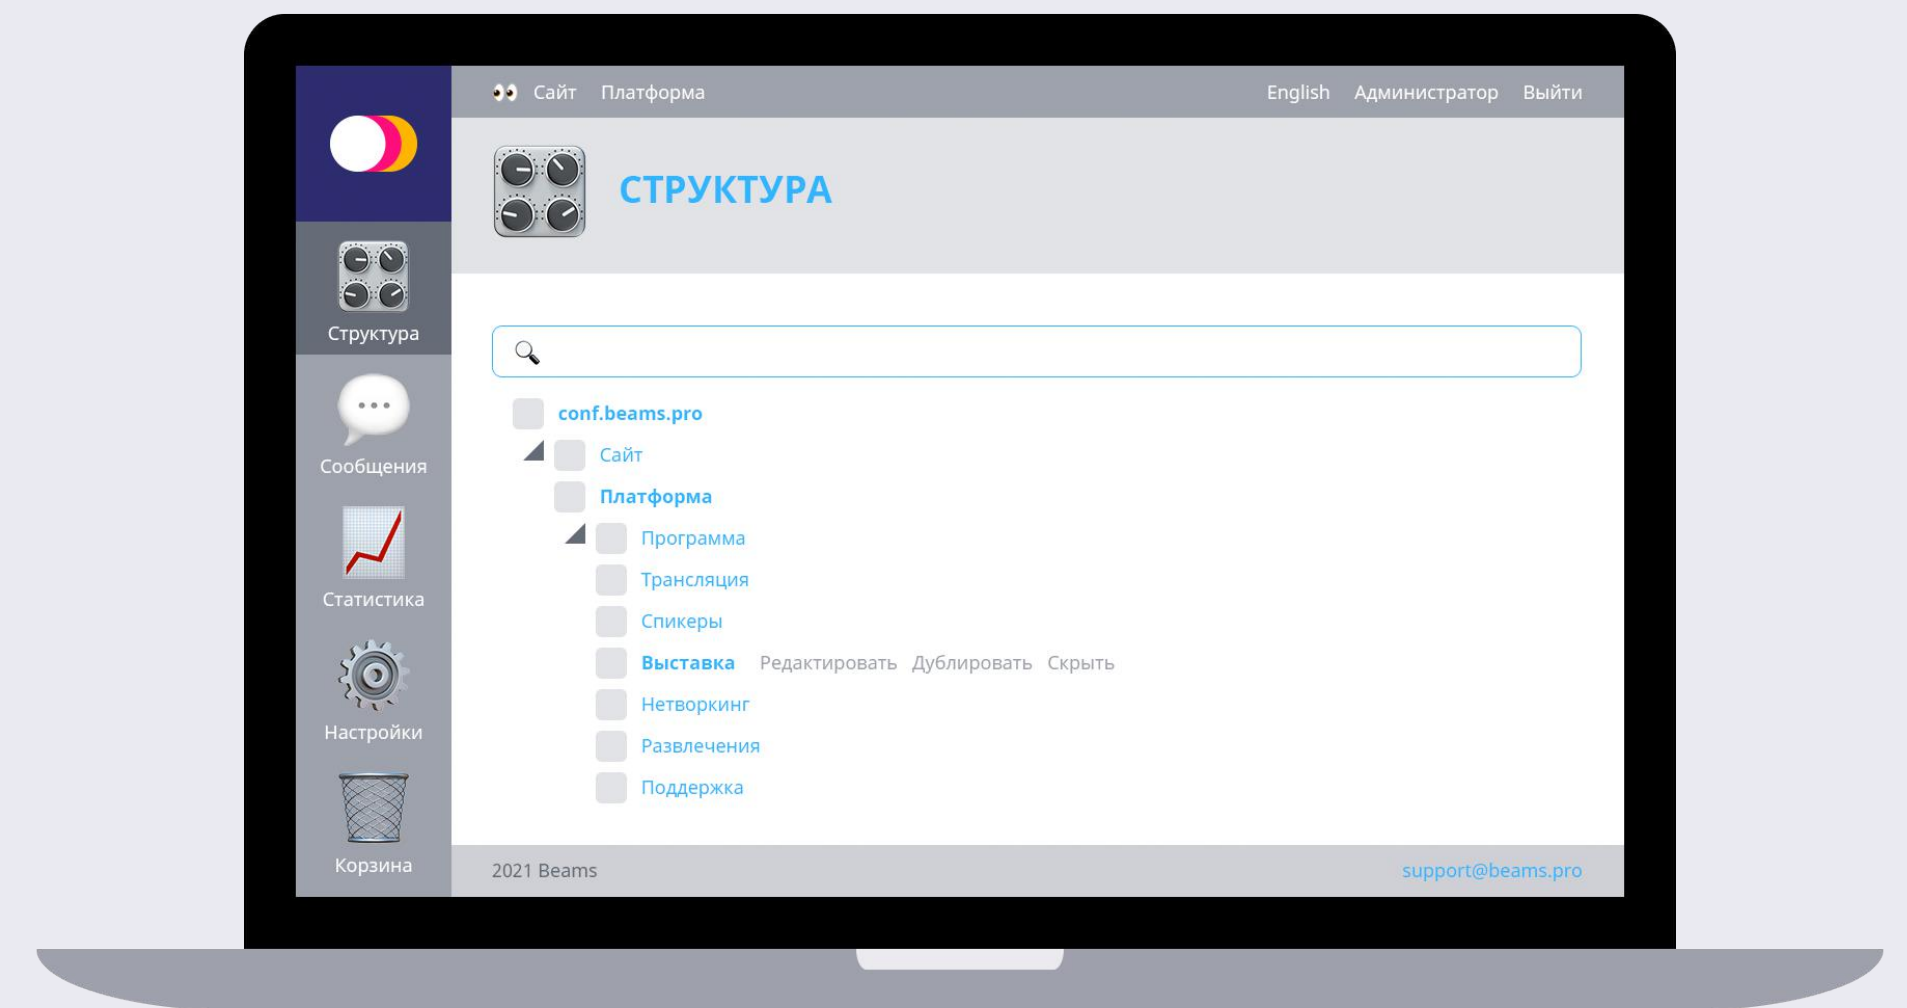 Сайт Платформа English Администратор Выйти
СТРУКТУРА
Структура
Сообщения
Статистика
Настройки
Корзина
conf.beams.pro
Сайт
Платформа
Программа
Трансляция
Спикеры
Выставка Редактировать Дублировать Скрыть
Нетворкинг
Развлечения
Поддержка
2021 Beams support@beams.pro